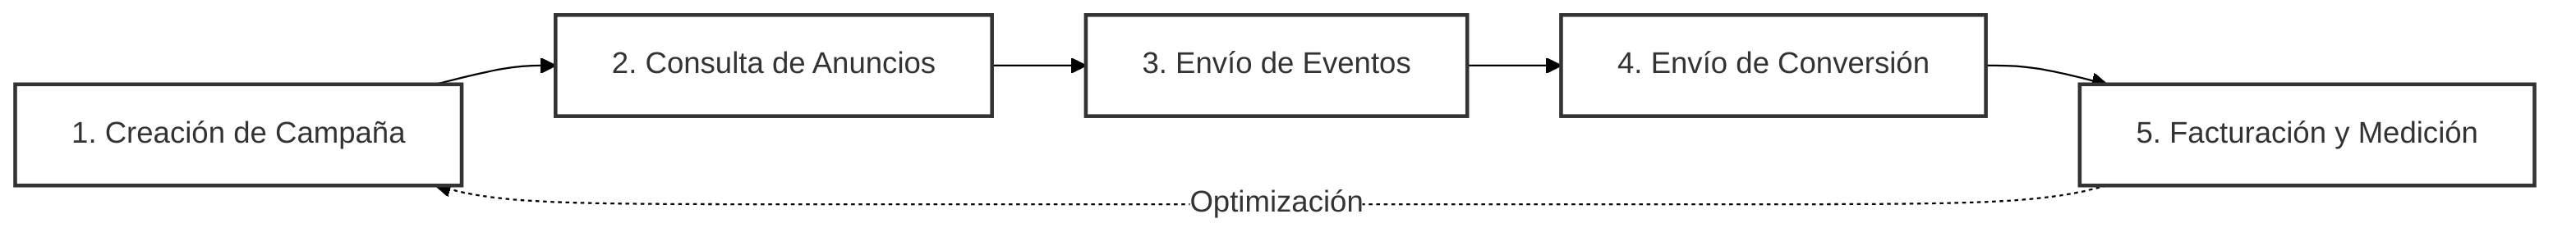 1. Creación de Campaña
2. Consulta de Anuncios
3. Envío de Eventos
4. Envío de Conversión
5. Facturación y Medición
Optimización